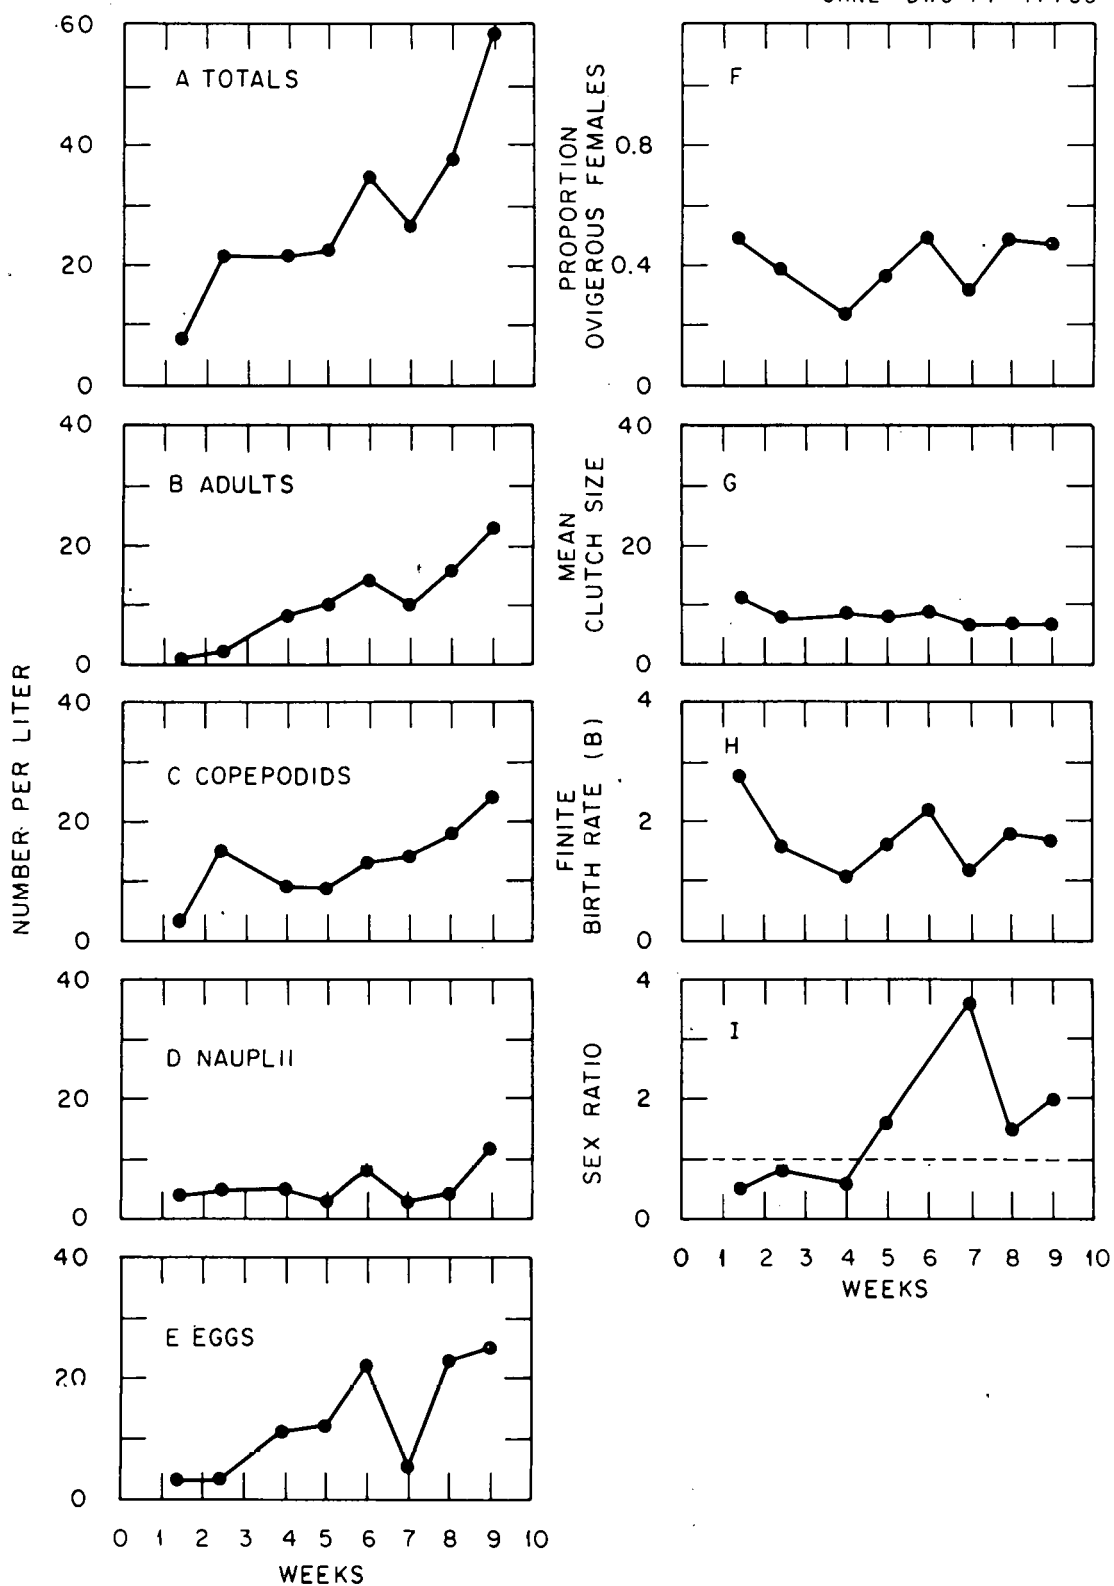 A TOTALS
60
40
20
0
B ADULTS
40
20
0
C COPEPODIDS
40
20
0
D NAUPLII
40
20
0
E EGGS
40
20
0
0 1 2 3 4 5 6 7 8 9 10
WEEKS
NUMBER PER LITER
F
PROPORTION
OVIGEROUS FEMALES
0.8
0.4
0
G
MEAN
CLUTCH SIZE
40
20
0
H
FINITE
BIRTH RATE (B)
4
2
0
I
SEX RATIO
4
2
0
0 1 2 3 4 5 6 7 8 9 10
WEEKS